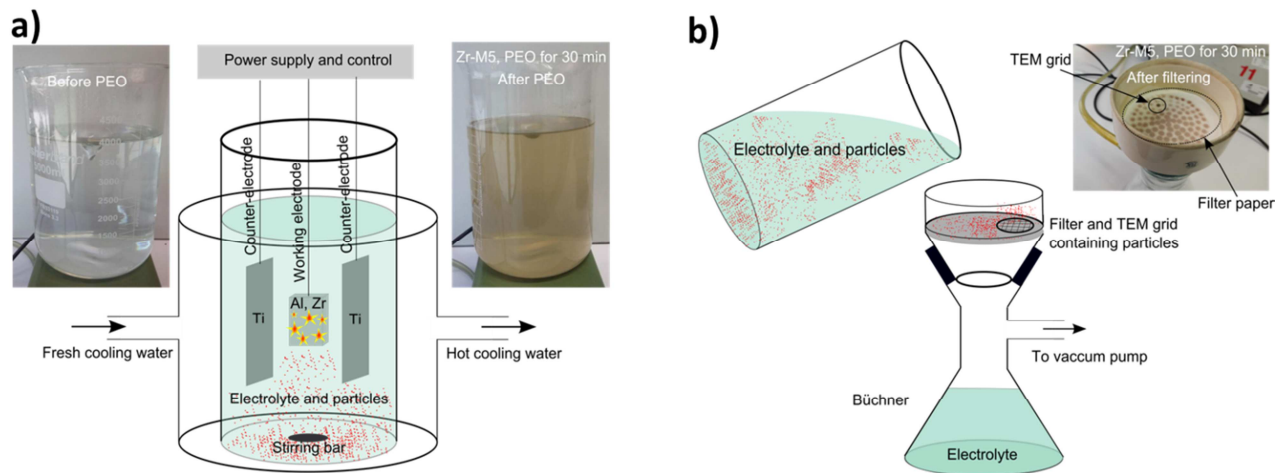 a)
Before PEO
Power supply and control
Zr-M5, PEO for 30 min
After PEO
Counter-electrode
Working electrode
Counter-electrode
Ti
Al, Zr
Ti
Fresh cooling water
Hot cooling water
Electrolyte and particles
Stirring bar
b)
Electrolyte and particles
TEM grid
Zr-M5, PEO for 30 min
After filtering
11
Filter paper
Filter and TEM grid
containing particles
To vaccum pump
Büchner
Electrolyte